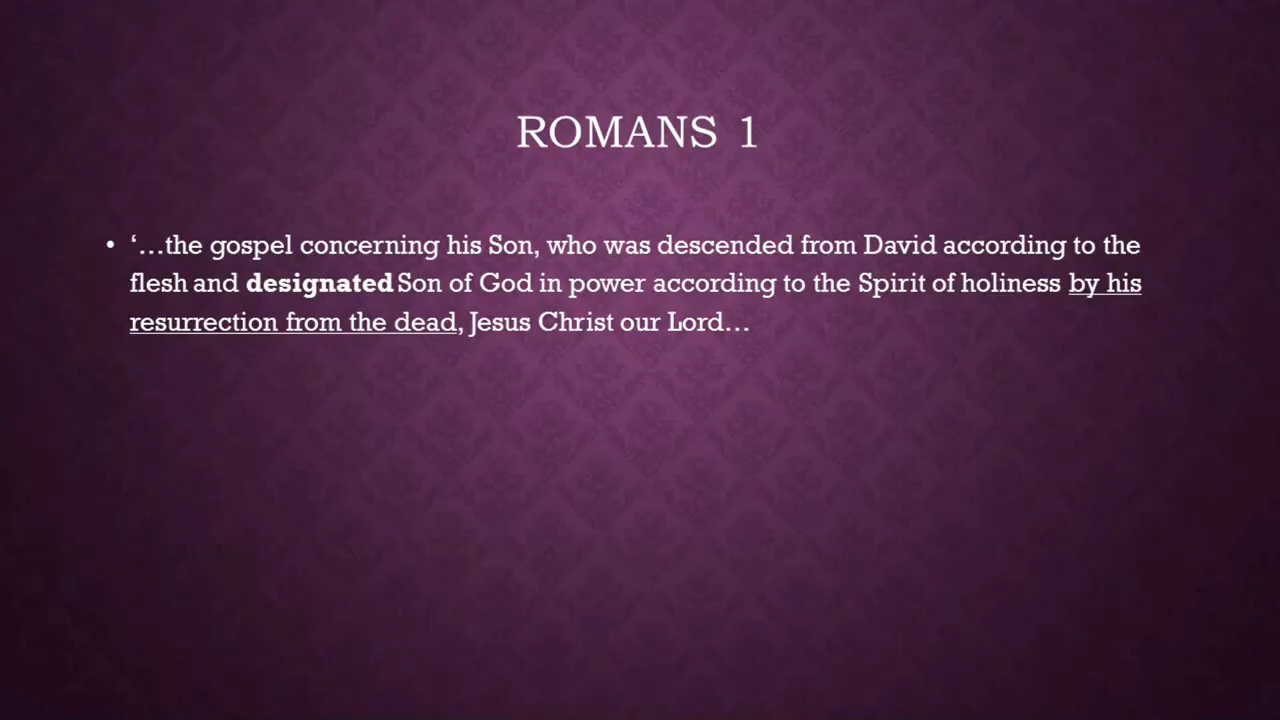 ROMANS 1
• ‘…the gospel concerning his Son, who was descended from David according to the
flesh and designated Son of God in power according to the Spirit of holiness by his
resurrection from the dead, Jesus Christ our Lord…